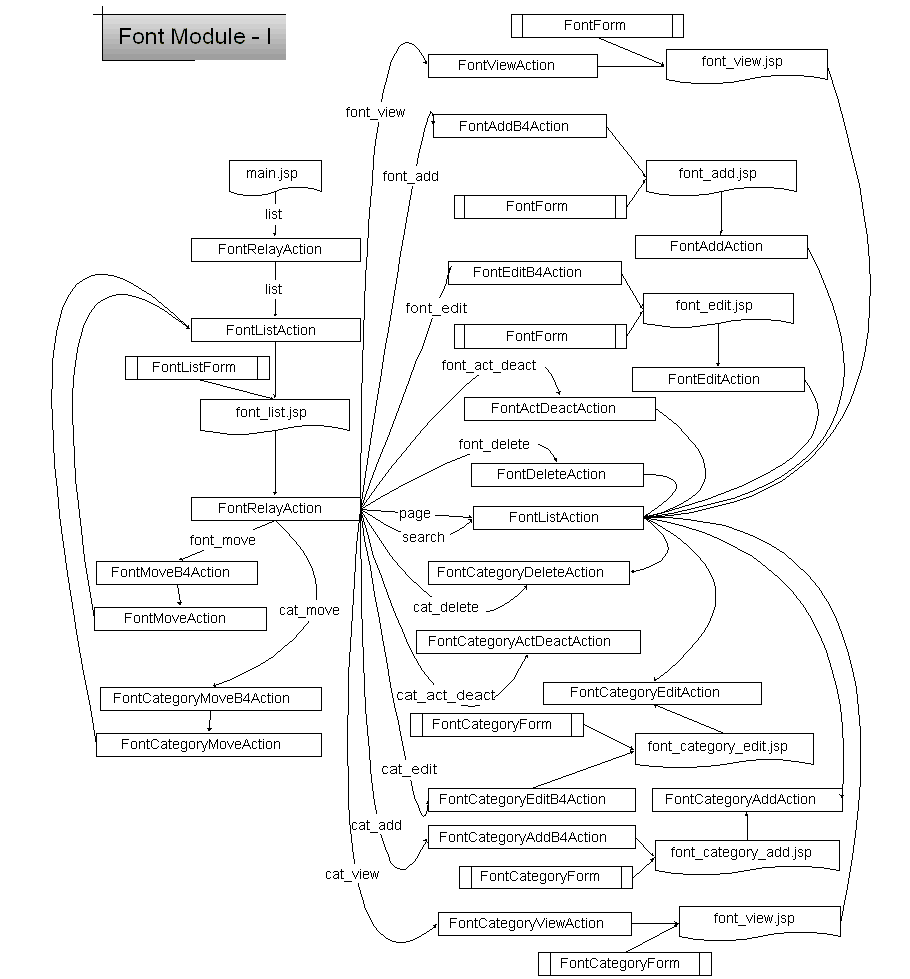 Font Module - I
FontForm
FontViewAction
font_view.jsp
font_view
FontAddB4Action
font_add
main.jsp
font_add.jsp
list
FontForm
FontRelayAction
FontAddAction
FontEditB4Action
list
font_edit
font_edit.jsp
FontListAction
FontForm
FontListForm
font_act_deact
FontEditAction
font_list.jsp
FontActDeactAction
font_delete
FontDeleteAction
FontRelayAction
page
FontListAction
search
font_move
FontMoveB4Action
FontCategoryDeleteAction
cat_move
cat_delete
FontMoveAction
FontCategoryActDeactAction
FontCategoryMoveB4Action
cat_act_deact
FontCategoryEditAction
FontCategoryForm
FontCategoryMoveAction
font_category_edit.jsp
cat_edit
FontCategoryEditB4Action
FontCategoryAddAction
cat_add
FontCategoryAddB4Action
font_category_add.jsp
cat_view
FontCategoryForm
FontCategoryViewAction
font_view.jsp
FontCategoryForm